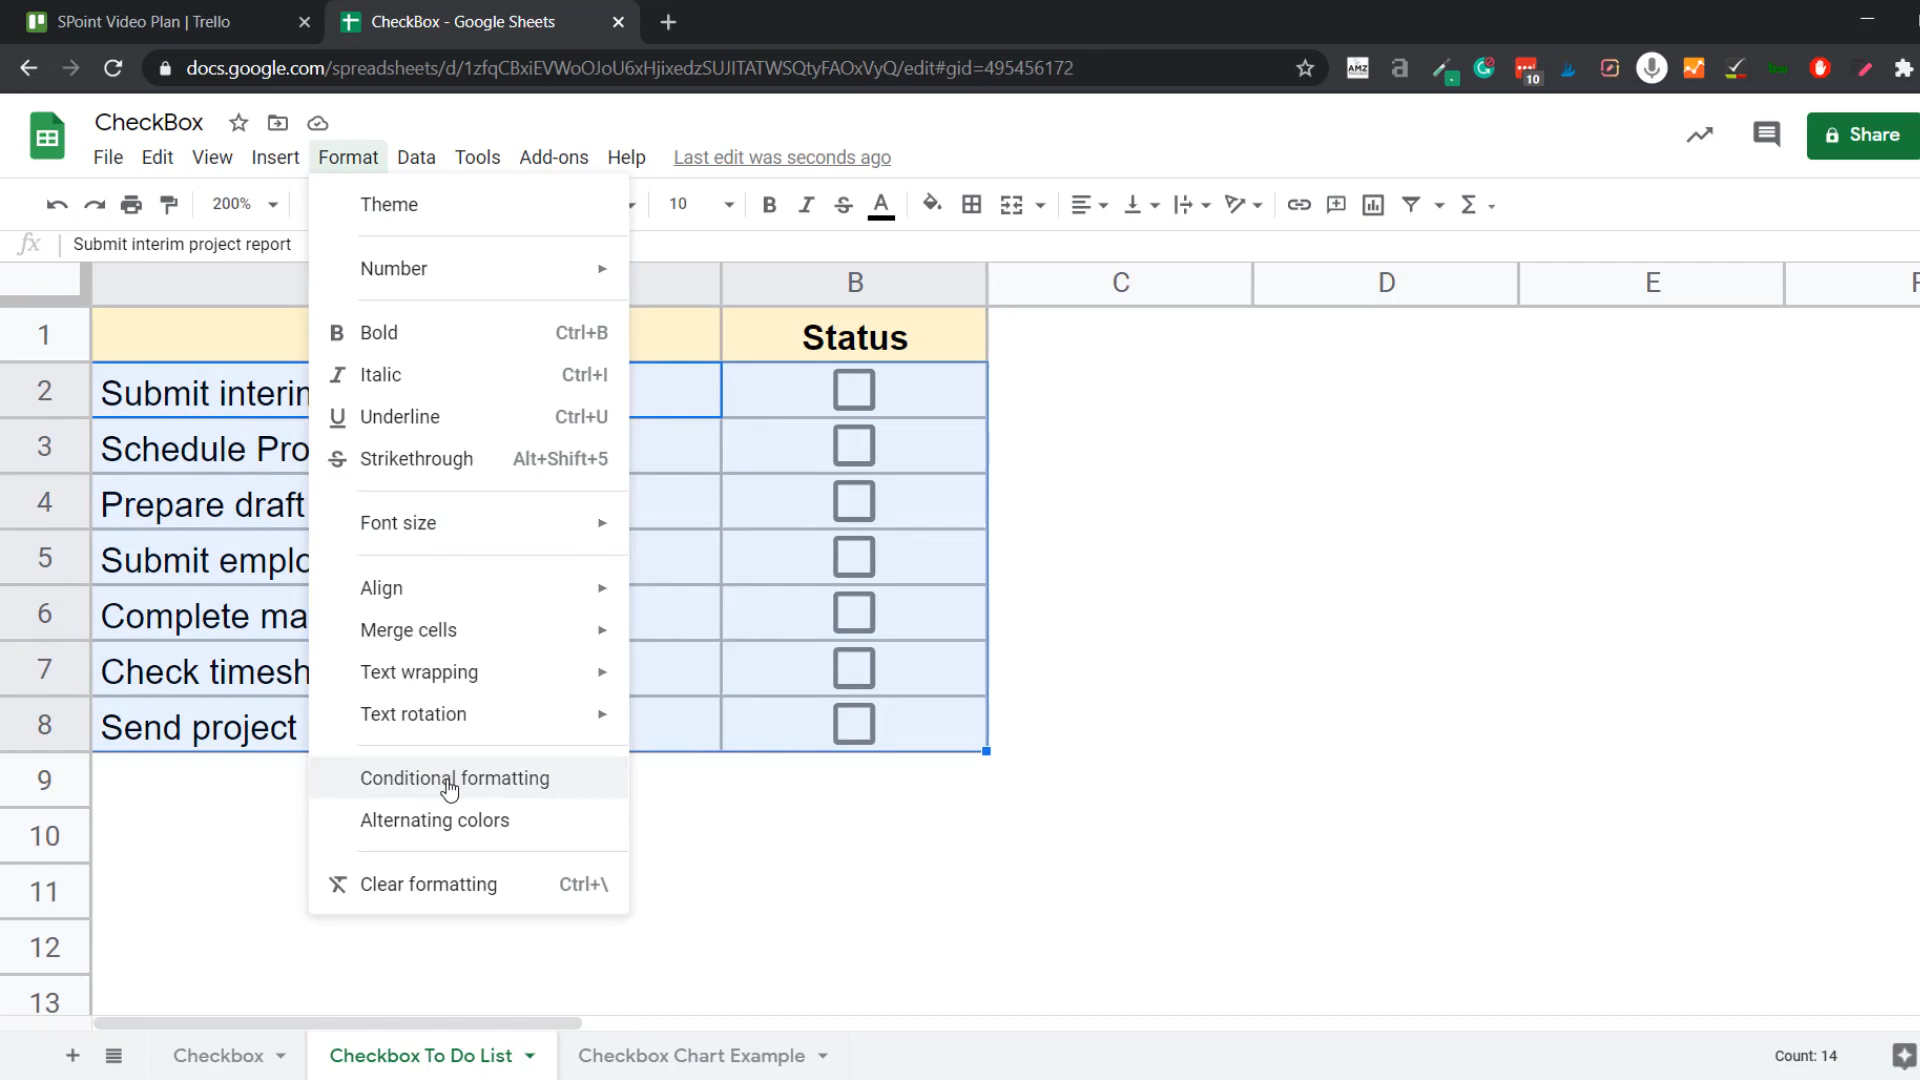 SPoint Video Plan | Trello
CheckBox - Google Sheets
docs.google.com/spreadsheets/d/1zfqCBxiEVWoOJoU6xHjixedzSUJITATWSQtyFAOxVyQ/edit#gid=495456172
AMZ
a
10
CheckBox
File Edit View Insert Format Data Tools Add-ons Help Last edit was seconds ago
Share
200%
10
B I S A
fx Submit interim project report
Theme
Number
B Bold Ctrl+B
I Italic Ctrl+I
U Underline Ctrl+U
S Strikethrough Alt+Shift+5
Font size
Align
Merge cells
Text wrapping
Text rotation
Conditional formatting
Alternating colors
Clear formatting Ctrl+\
B C D E F
1 Status
2 Submit interim
3 Schedule Pro
4 Prepare draft
5 Submit emplo
6 Complete ma
7 Check timesh
8 Send project
9
10
11
12
13
Checkbox Checkbox To Do List Checkbox Chart Example Count: 14